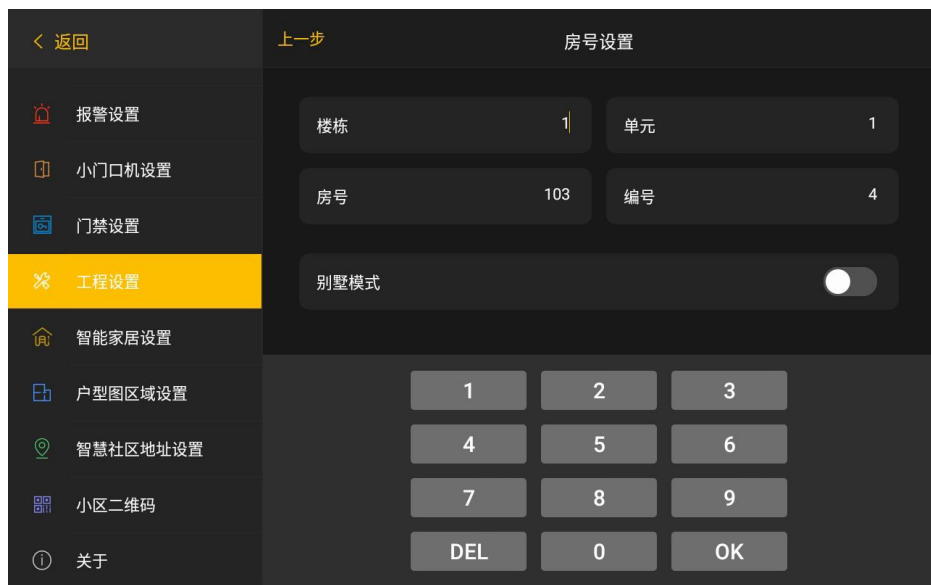 返回
报警设置
小门口机设置
门禁设置
工程设置
智能家居设置
户型图区域设置
智慧社区地址设置
小区二维码
关于
上一步 房号设置
楼栋 1 单元 1
房号 103 编号 4
别墅模式
1 2 3
4 5 6
7 8 9
DEL 0 OK